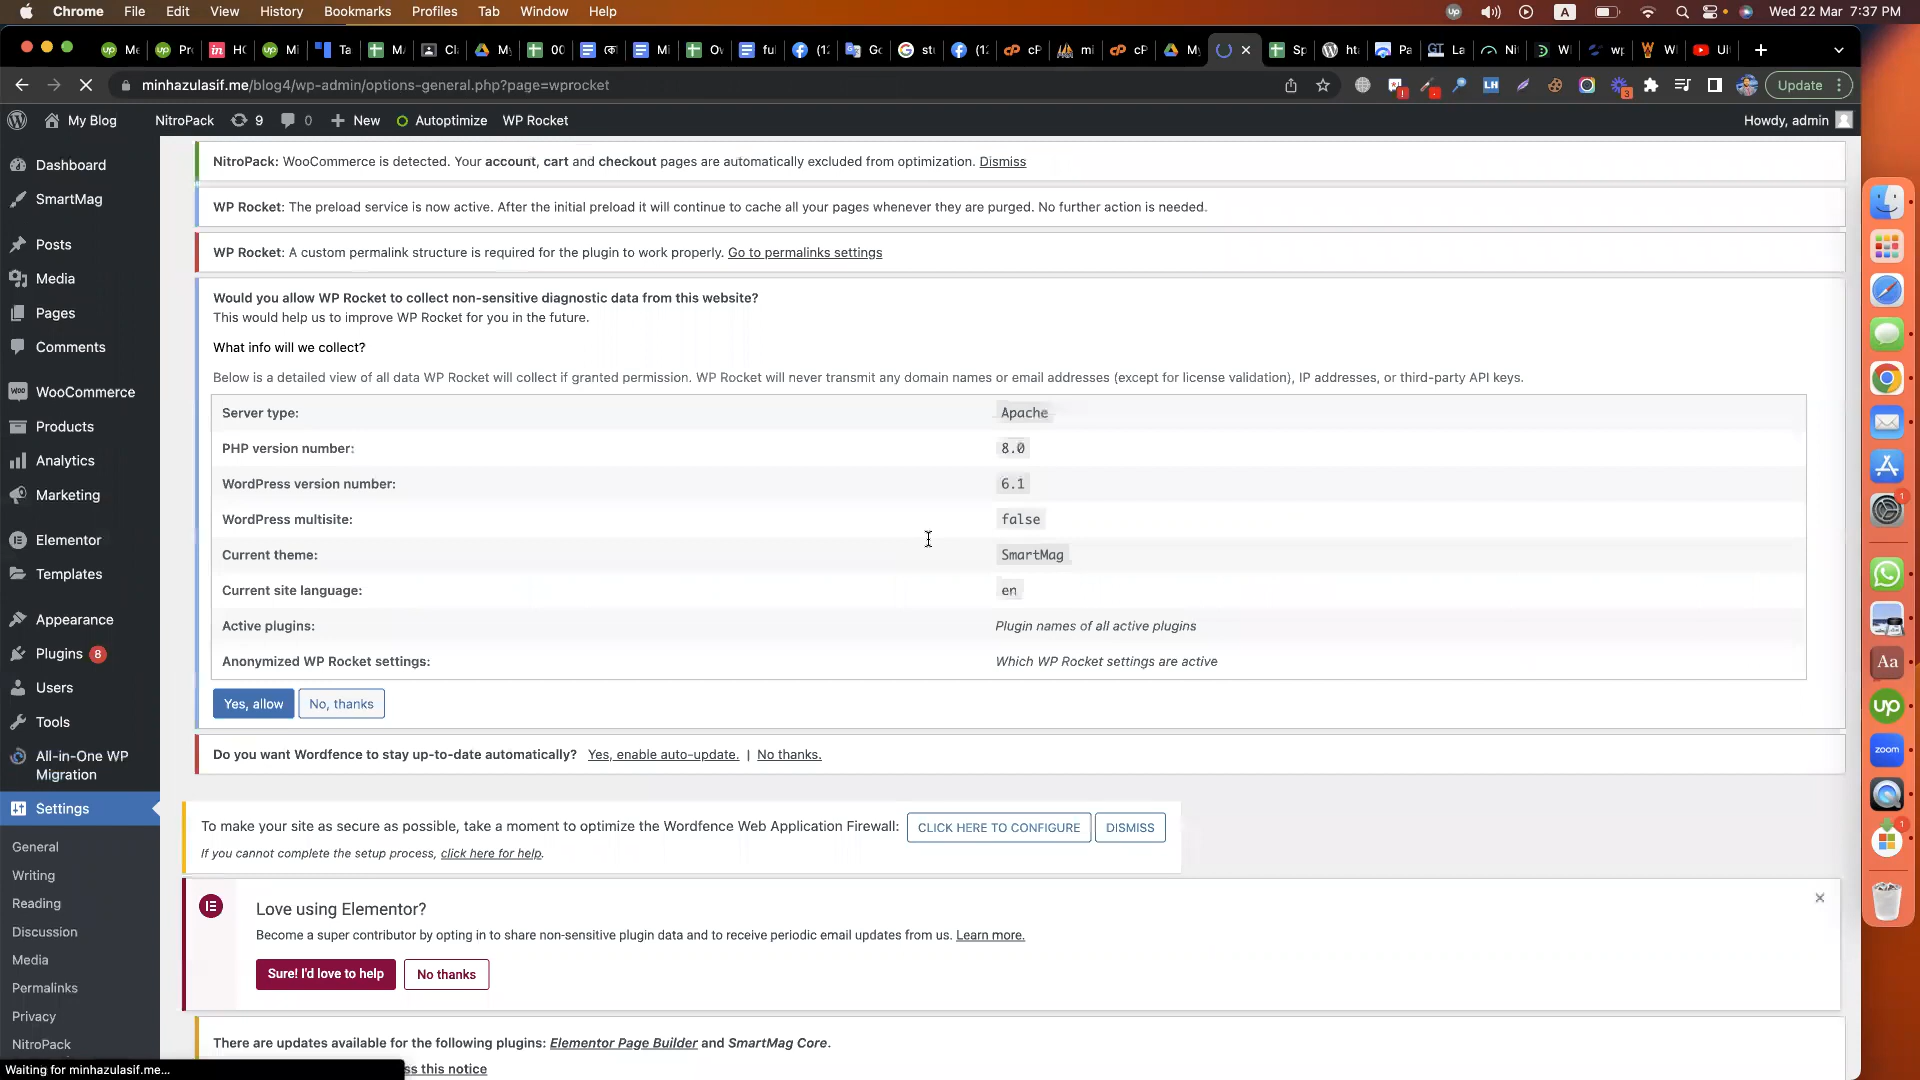 Chrome File Edit View History Bookmarks Profiles Tab Window Help
A Wed 22 Mar 7:37 PM
minhazulasif.me/blog4/wp-admin/options-general.php?page=wprocket
Update
My Blog NitroPack 9 0 New Autoptimize WP Rocket
Howdy, admin
Dashboard
SmartMag
Posts
Media
Pages
Comments
WooCommerce
Products
Analytics
Marketing
Elementor
Templates
Appearance
Plugins 8
Users
Tools
All-in-One WP
Migration
Settings
General
Writing
Reading
Discussion
Media
Permalinks
Privacy
NitroPack
Waiting for minhazulasif.me...
NitroPack: WooCommerce is detected. Your account, cart and checkout pages are automatically excluded from optimization. Dismiss
WP Rocket: The preload service is now active. After the initial preload it will continue to cache all your pages whenever they are purged. No further action is needed.
WP Rocket: A custom permalink structure is required for the plugin to work properly. Go to permalinks settings
Would you allow WP Rocket to collect non-sensitive diagnostic data from this website?
This would help us to improve WP Rocket for you in the future.
What info will we collect?
Below is a detailed view of all data WP Rocket will collect if granted permission. WP Rocket will never transmit any domain names or email addresses (except for license validation), IP addresses, or third-party API keys.
Server type: Apache
PHP version number: 8.0
WordPress version number: 6.1
WordPress multisite: false
Current theme: SmartMag
Current site language: en
Active plugins: Plugin names of all active plugins
Anonymized WP Rocket settings: Which WP Rocket settings are active
Yes, allow No, thanks
Do you want Wordfence to stay up-to-date automatically? Yes, enable auto-update. | No thanks.
To make your site as secure as possible, take a moment to optimize the Wordfence Web Application Firewall: CLICK HERE TO CONFIGURE DISMISS
If you cannot complete the setup process, click here for help.
Love using Elementor?
Become a super contributor by opting in to share non-sensitive plugin data and to receive periodic email updates from us. Learn more.
Sure! I'd love to help No thanks
There are updates available for the following plugins: Elementor Page Builder and SmartMag Core.
ss this notice